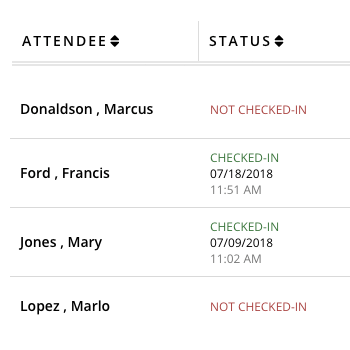 ATTENDEE STATUS
Donaldson , Marcus NOT CHECKED-IN
CHECKED-IN
Ford , Francis 07/18/2018
11:51 AM
CHECKED-IN
Jones , Mary 07/09/2018
11:02 AM
Lopez , Marlo NOT CHECKED-IN